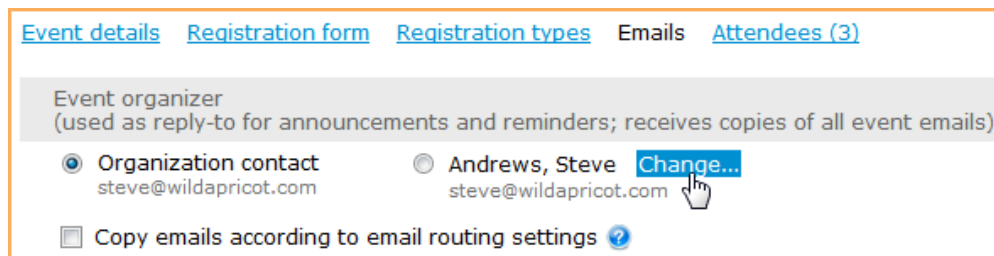 Event details Registration form Registration types Emails Attendees (3)
Event organizer
(used as reply-to for announcements and reminders; receives copies of all event emails)
Organization contact Andrews, Steve Change...
steve@wildapricot.com steve@wildapricot.com
Copy emails according to email routing settings ?